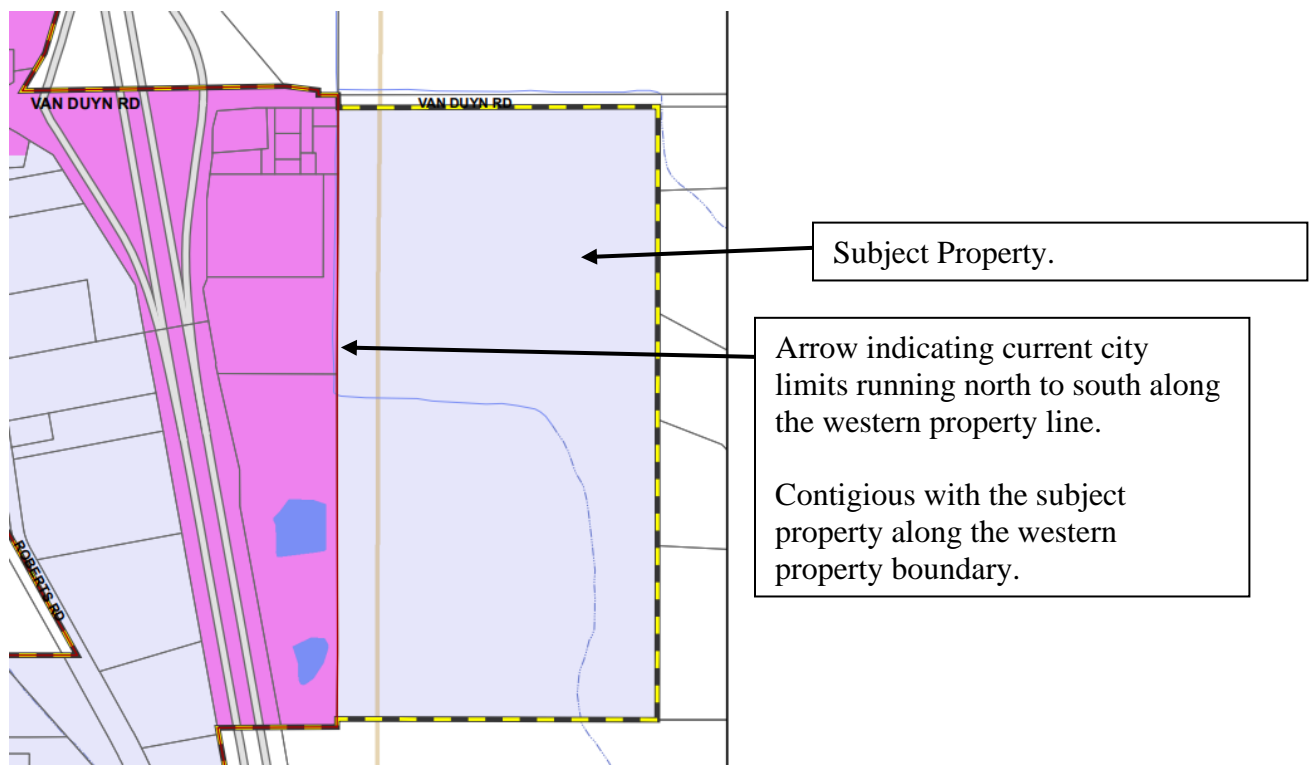 VAN DUYN RD
VAN DUYN RD
Subject Property.
Arrow indicating current city
limits running north to south along
the western property line.
Contigious with the subject
property along the western
property boundary.
ROBERTS RD